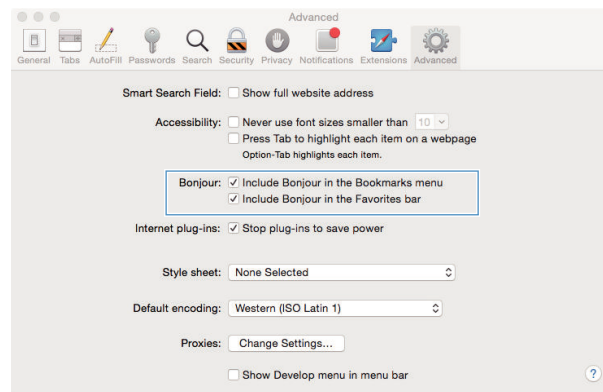 Advanced
General Tabs AutoFill Passwords Search Security Privacy Notifications Extensions Advanced
Smart Search Field: Show full website address
Accessibility: Never use font sizes smaller than 10
Press Tab to highlight each item on a webpage
Option-Tab highlights each item.
Bonjour: Include Bonjour in the Bookmarks menu
Include Bonjour in the Favorites bar
Internet plug-ins: Stop plug-ins to save power
Style sheet: None Selected
Default encoding: Western (ISO Latin 1)
Proxies: Change Settings...
Show Develop menu in menu bar
?